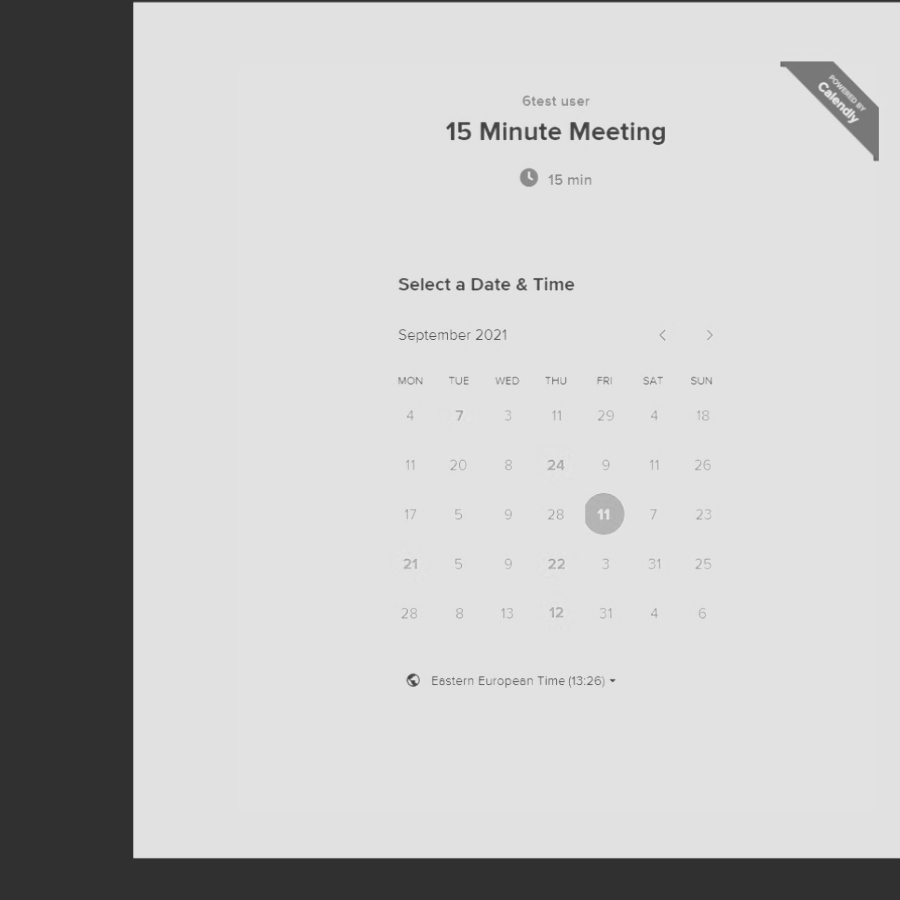 POWERED BY
Calendly
6test user
15 Minute Meeting
15 min
Select a Date & Time
September 2021
MON TUE WED THU FRI SAT SUN
4 7 3 11 29 4 18
11 20 8 24 9 11 26
17 5 9 28 11 7 23
21 5 9 22 3 31 25
28 8 13 12 31 4 6
Eastern European Time (13:26)